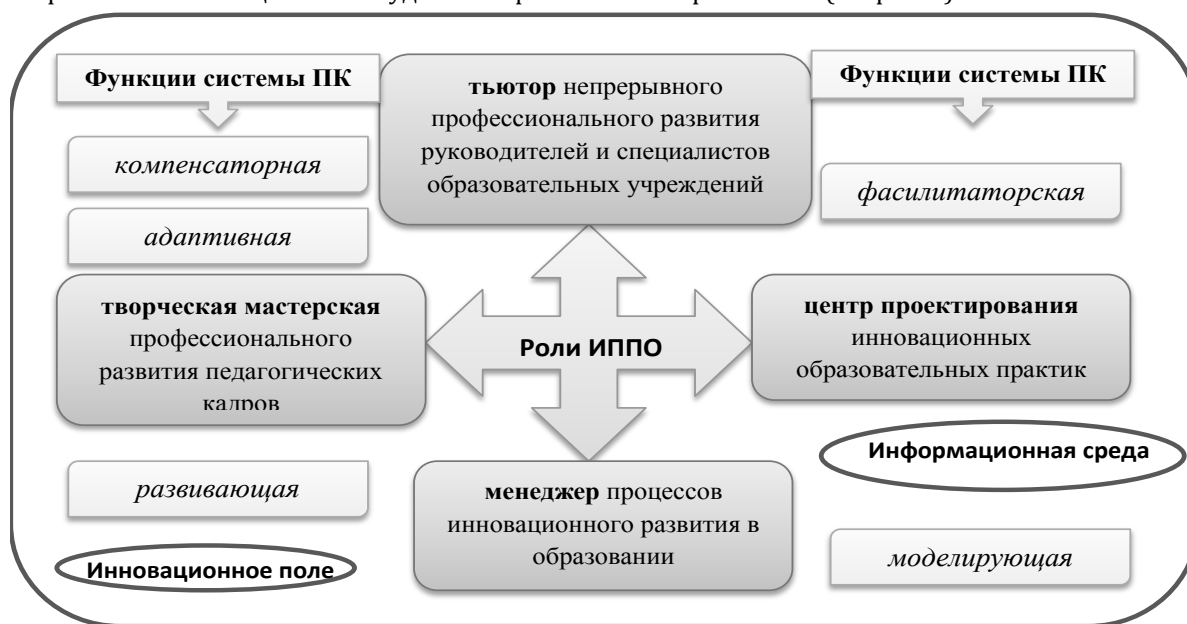 Функции системы ПК
тьютор непрерывного
профессионального развития
руководителей и специалистов
образовательных учреждений
Функции системы ПК
компенсаторная
адаптивная
фасилитаторская
творческая мастерская
профессионального
развития педагогических
кадров
Роли ИППО
центр проектирования
инновационных
образовательных практик
Информационная среда
развивающая
менеджер процессов
инновационного развития в
образовании
Инновационное поле
моделирующая